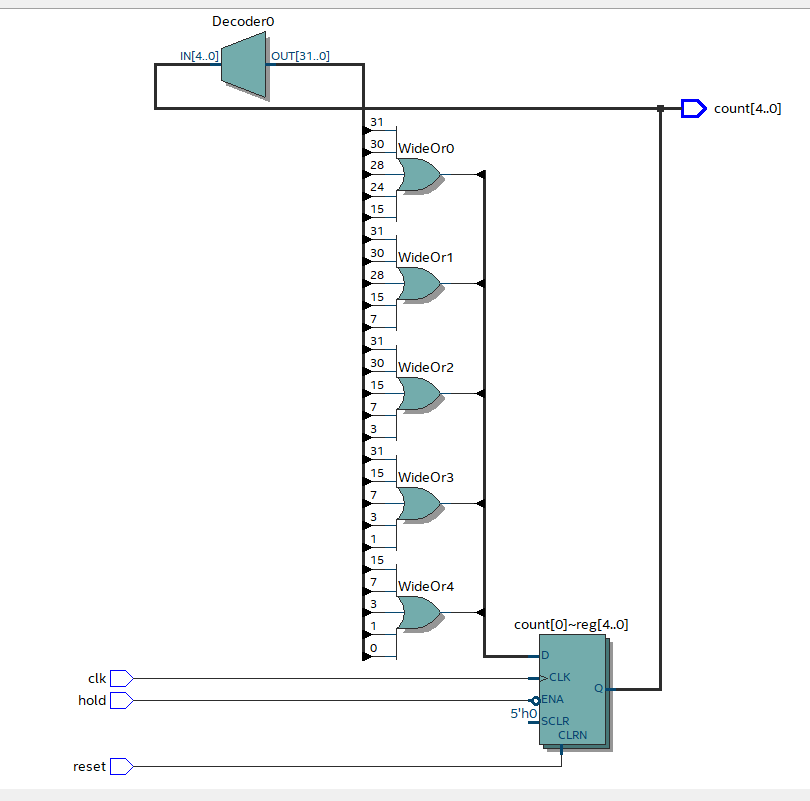 Decoder0
IN[4..0] OUT[31..0]
count[4..0]
31
30 WideOr0
28
24
15
31
30 WideOr1
28
15
7
31
30 WideOr2
15
7
3
31
15 WideOr3
7
3
1
15
7 WideOr4
3
1
0
count[0]~reg[4..0]
D
clk CLK
Q
hold ENA
5'h0 SCLR
CLRN
reset